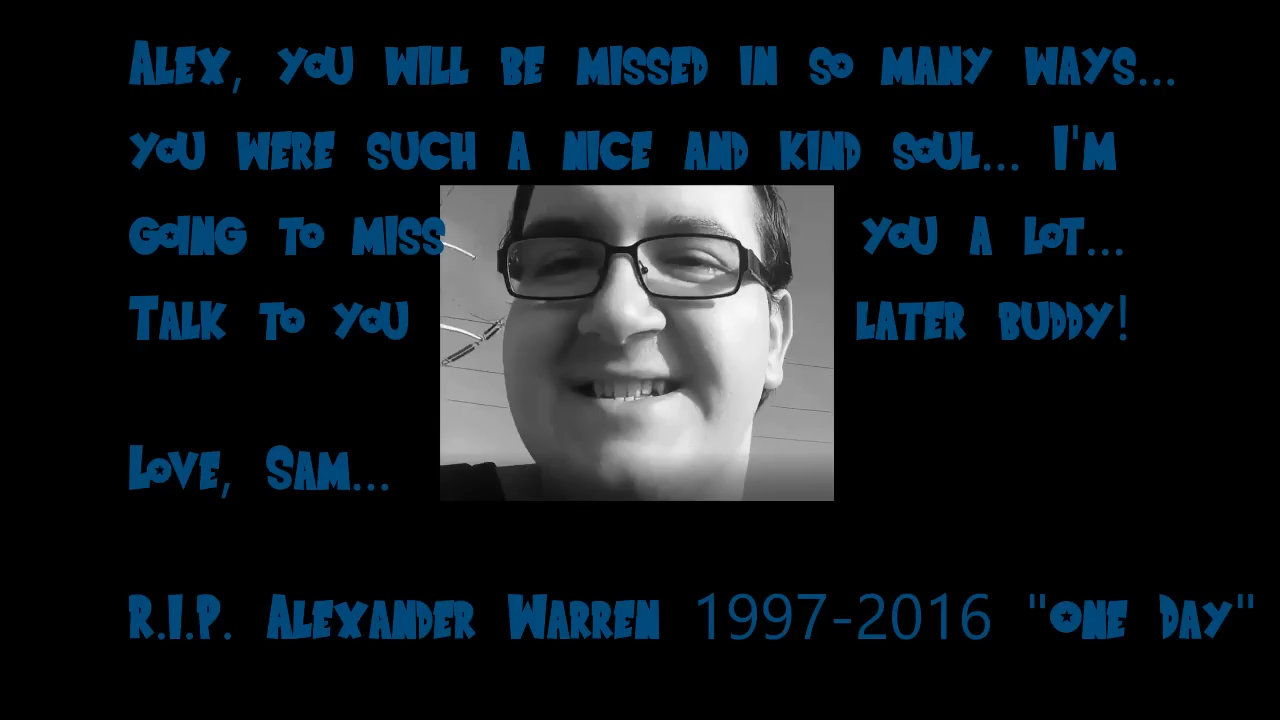 Alex, you will be missed in so many ways...
you were such a nice and kind soul... I'm
going to miss you a lot...
Talk to you later buddy!
Love, Sam...
R.I.P. Alexander Warren 1997-2016 "One Day"